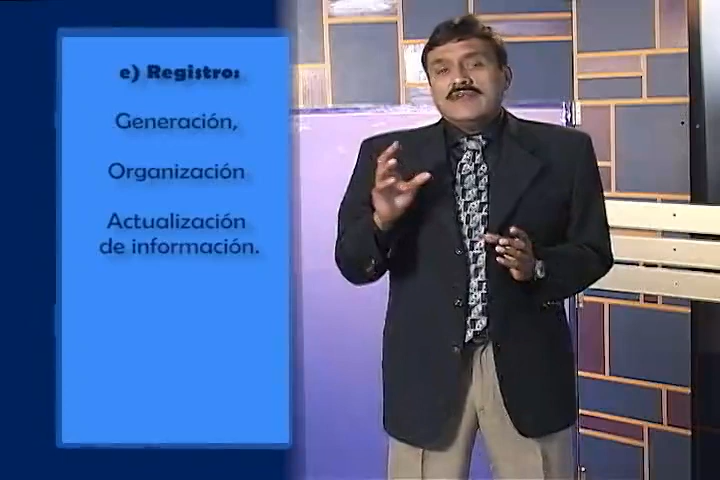 e) Registro:
Generación,
Organización
Actualización
de información.